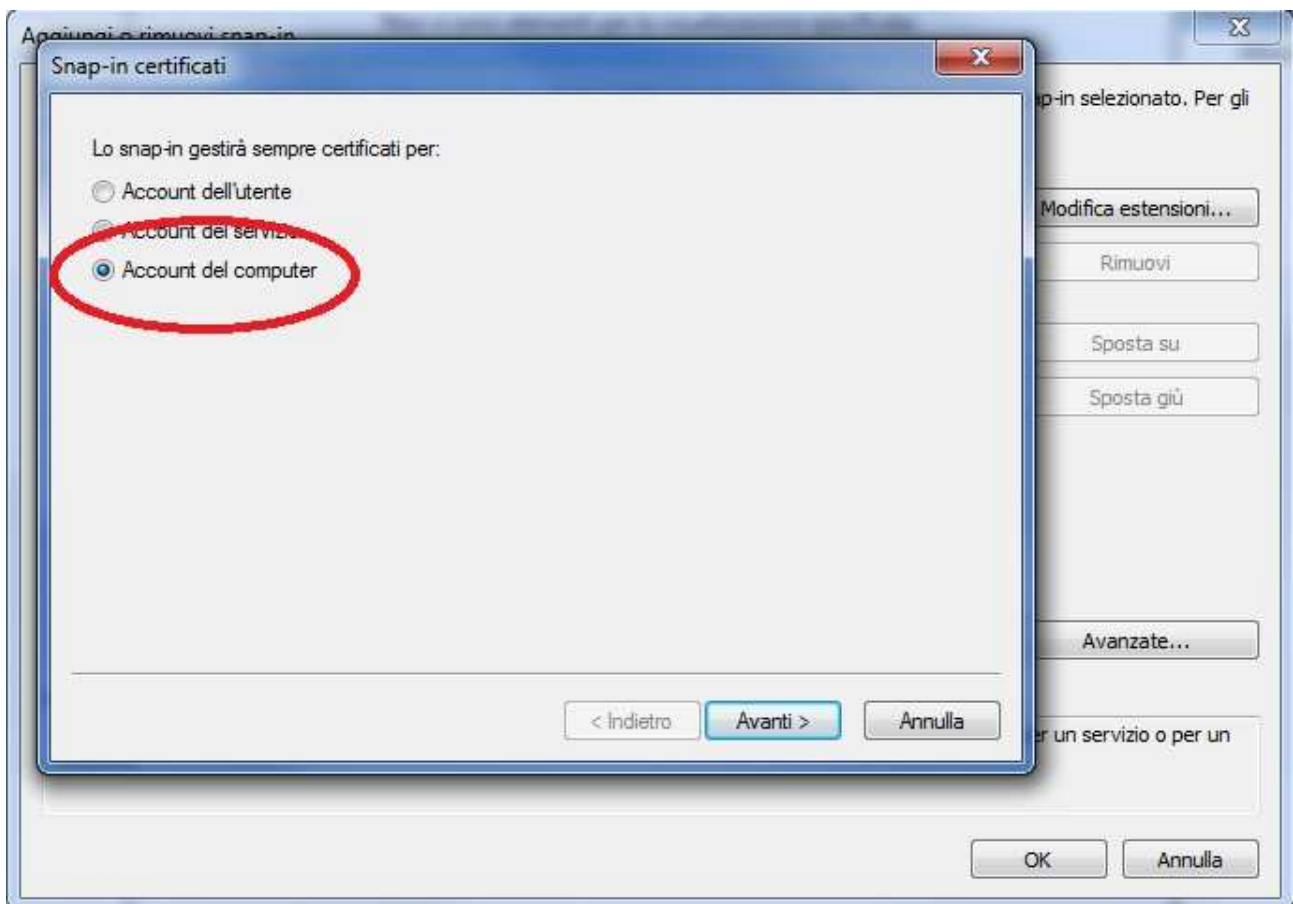 Aggiungi o rimuovi snap-in
Snap-in certificati
Lo snap-in gestirà sempre certificati per:
Account dell'utente
Account del servizio
Account del computer
< Indietro
Avanti >
Annulla
ap-in selezionato. Per gli
Modifica estensioni...
Rimuovi
Sposta su
Sposta giù
Avanzate...
er un servizio o per un
OK
Annulla